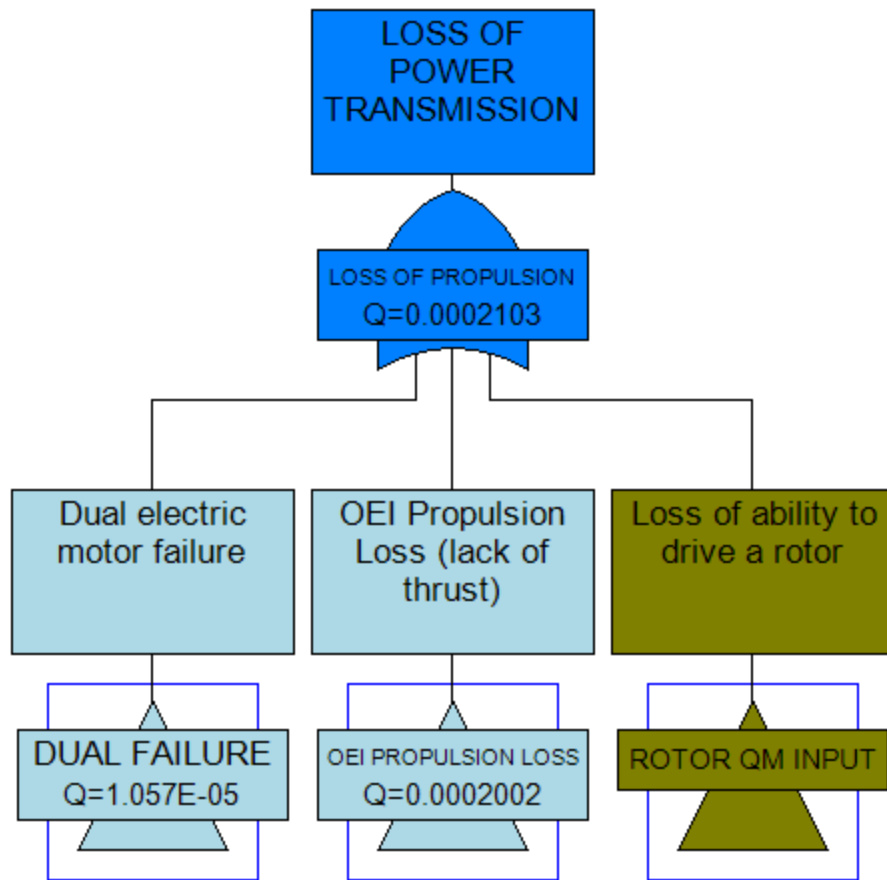 LOSS OF
POWER
TRANSMISSION
LOSS OF PROPULSION
Q=0.0002103
Dual electric
motor failure
OEI Propulsion
Loss (lack of
thrust)
Loss of ability to
drive a rotor
DUAL FAILURE
Q=1.057E-05
OEI PROPULSION LOSS
Q=0.0002002
ROTOR QM INPUT